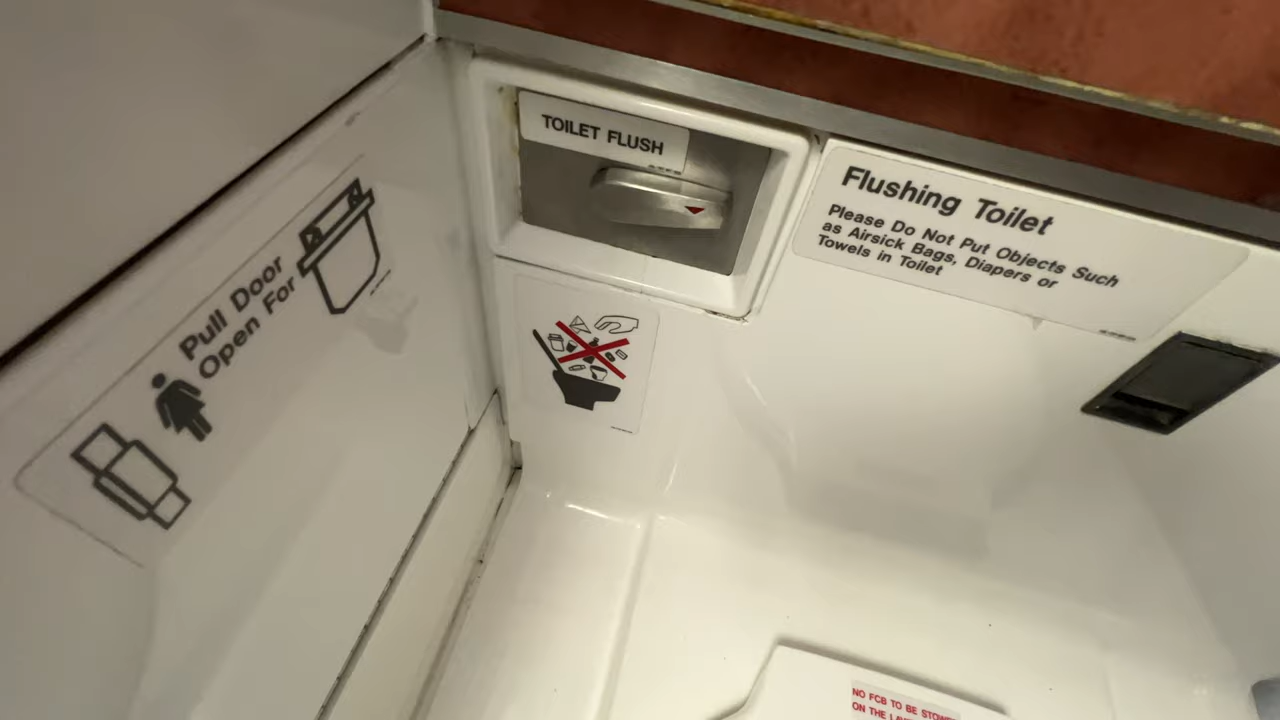 Pull Door
Open For
TOILET FLUSH
Flushing Toilet
Please Do Not Put Objects Such
as Airsick Bags, Diapers or
Towels in Toilet
NO FCB TO BE
ON THE